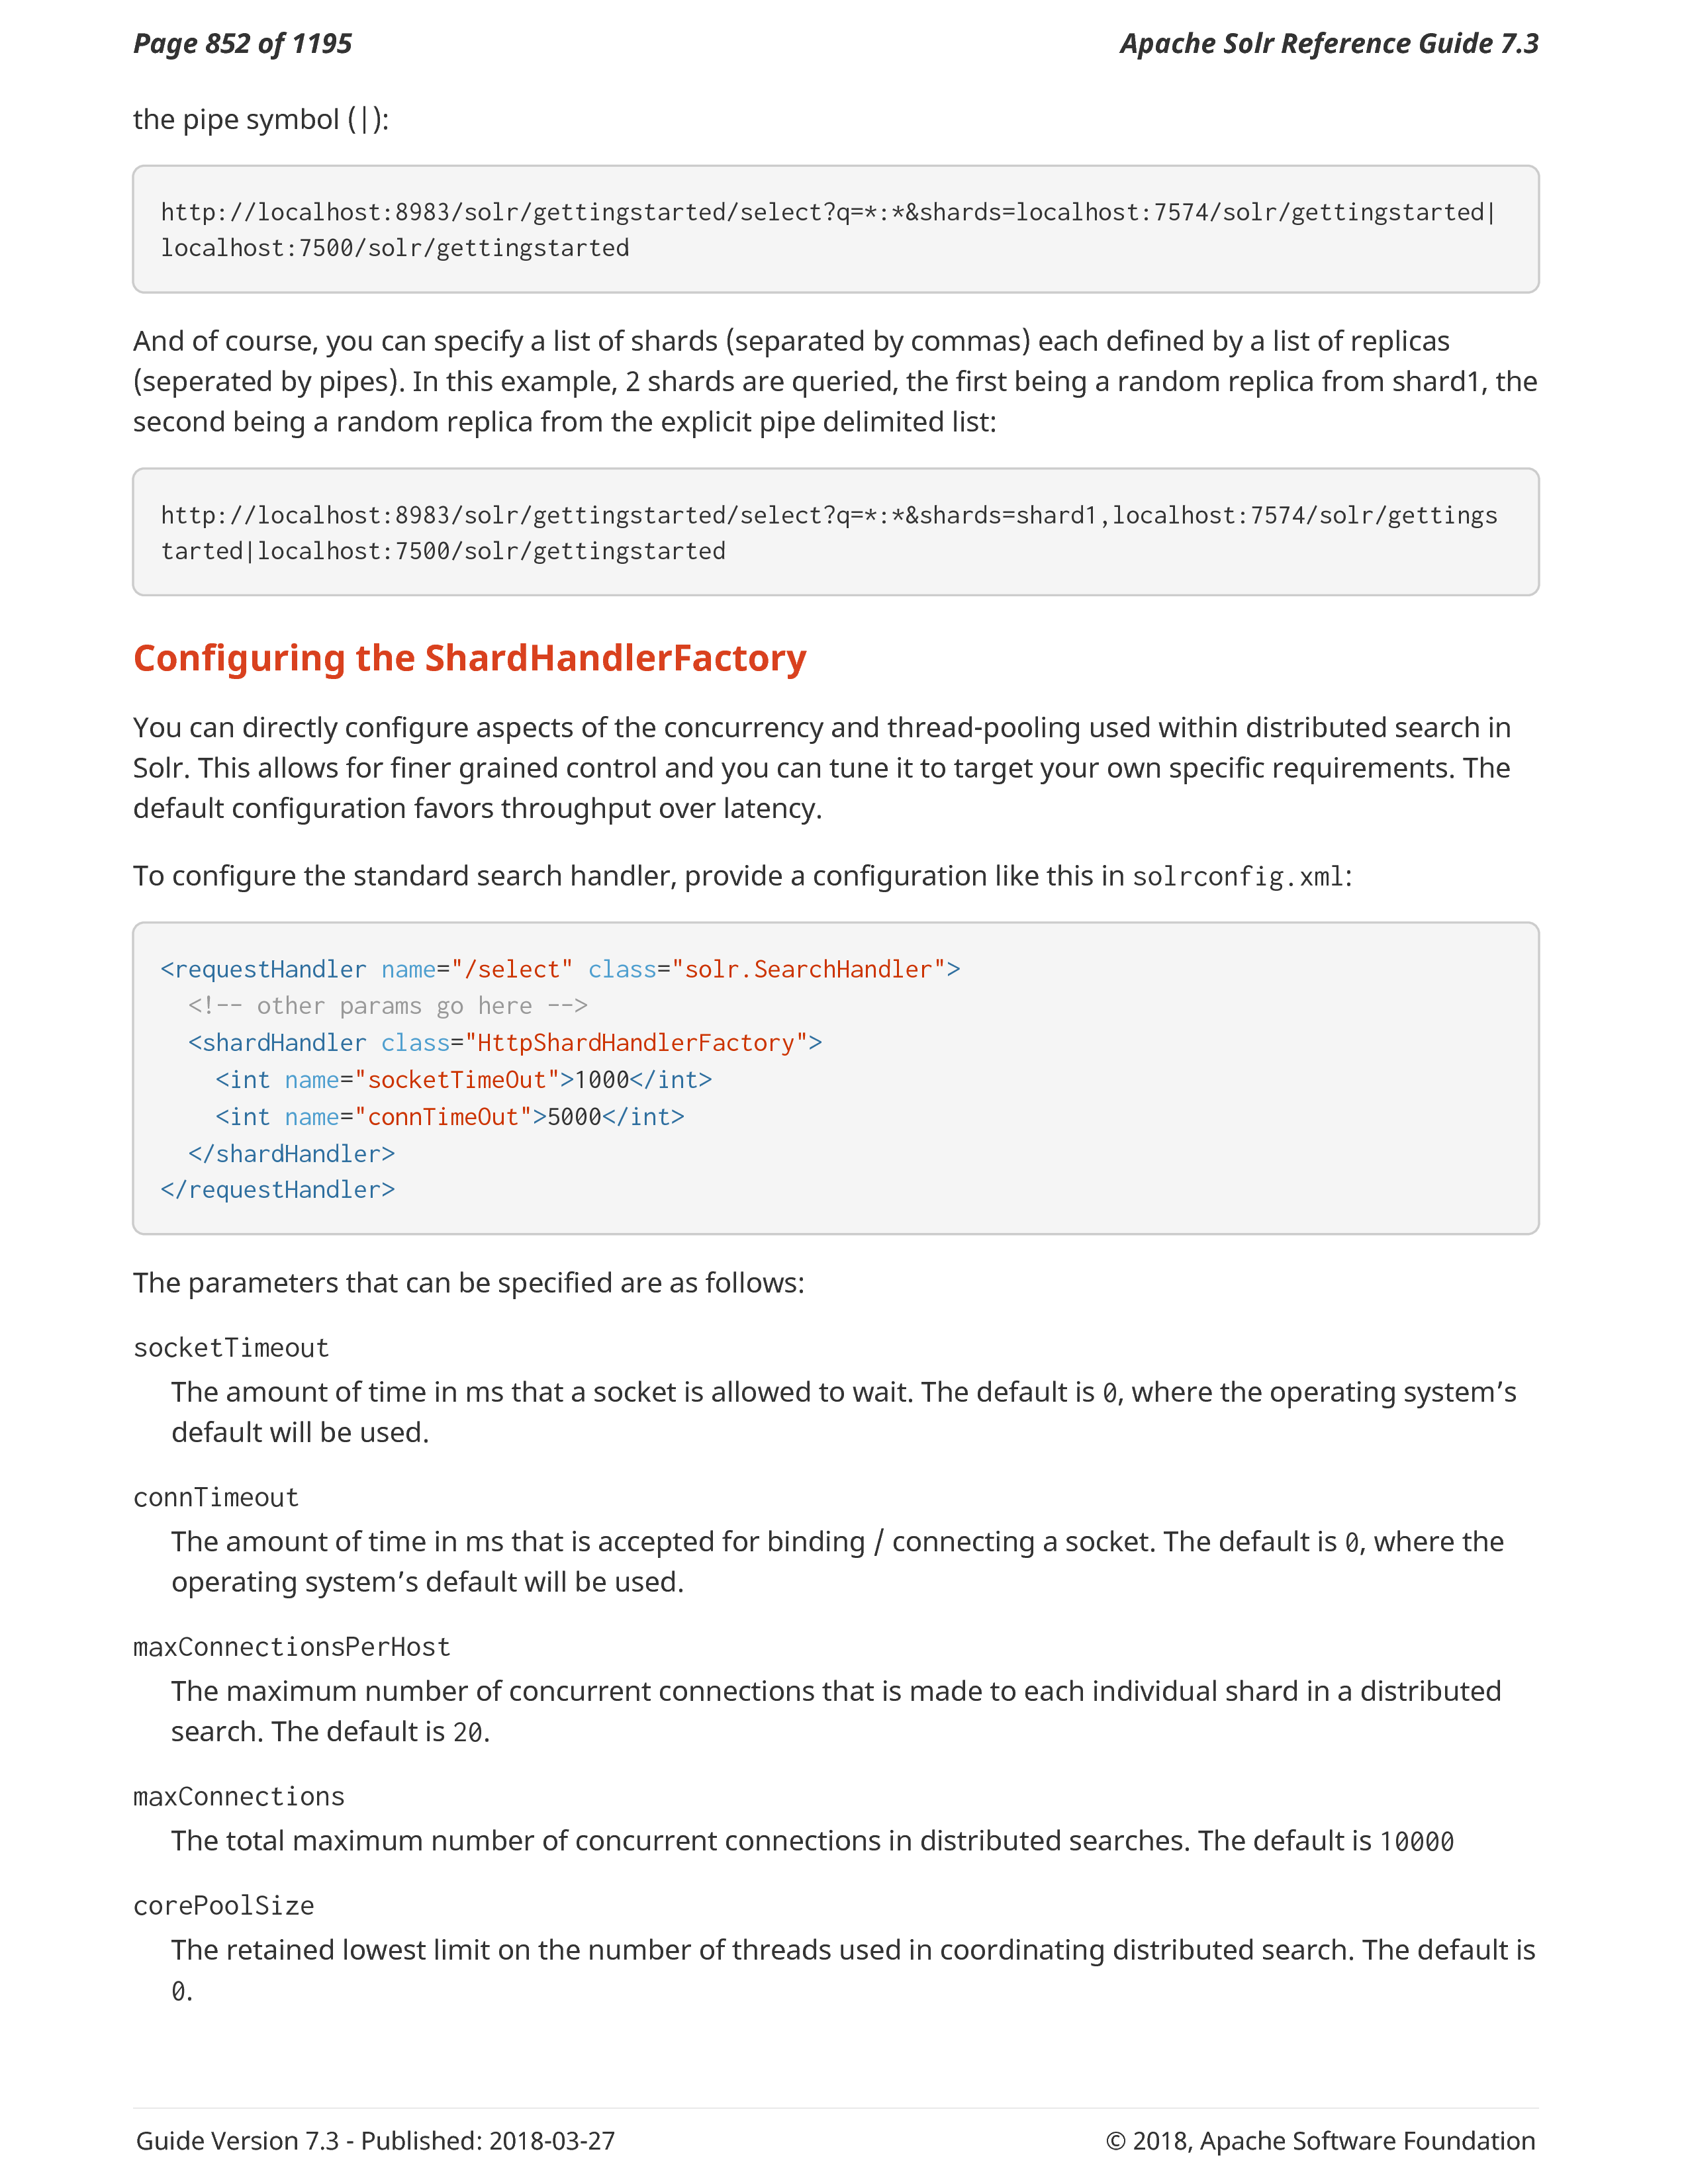 Page 852 of 1195 Apache Solr Reference Guide 7.3
the pipe symbol (|):
http://localhost:8983/solr/gettingstarted/select?q=*:*&shards=localhost:7574/solr/gettingstarted|
localhost:7500/solr/gettingstarted
And of course, you can specify a list of shards (separated by commas) each defined by a list of replicas
(seperated by pipes). In this example, 2 shards are queried, the first being a random replica from shard1, the
second being a random replica from the explicit pipe delimited list:
http://localhost:8983/solr/gettingstarted/select?q=*:*&shards=shard1,localhost:7574/solr/gettings
tarted|localhost:7500/solr/gettingstarted
Configuring the ShardHandlerFactory
You can directly configure aspects of the concurrency and thread-pooling used within distributed search in
Solr. This allows for finer grained control and you can tune it to target your own specific requirements. The
default configuration favors throughput over latency.
To configure the standard search handler, provide a configuration like this in solrconfig.xml:
<requestHandler name="/select" class="solr.SearchHandler">
  <!-- other params go here -->
  <shardHandler class="HttpShardHandlerFactory">
    <int name="socketTimeOut">1000</int>
    <int name="connTimeOut">5000</int>
  </shardHandler>
</requestHandler>
The parameters that can be specified are as follows:
socketTimeout
The amount of time in ms that a socket is allowed to wait. The default is 0, where the operating system’s
default will be used.
connTimeout
The amount of time in ms that is accepted for binding / connecting a socket. The default is 0, where the
operating system’s default will be used.
maxConnectionsPerHost
The maximum number of concurrent connections that is made to each individual shard in a distributed
search. The default is 20.
maxConnections
The total maximum number of concurrent connections in distributed searches. The default is 10000
corePoolSize
The retained lowest limit on the number of threads used in coordinating distributed search. The default is
0.
Guide Version 7.3 - Published: 2018-03-27 © 2018, Apache Software Foundation